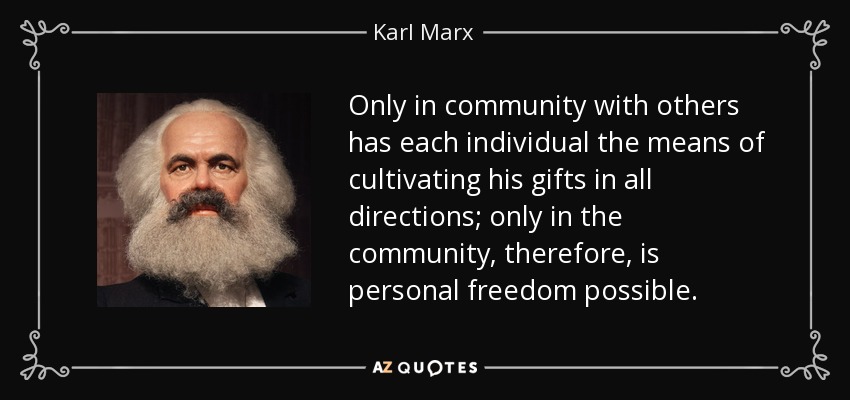 Karl Marx
Only in community with others
has each individual the means of
cultivating his gifts in all
directions; only in the
community, therefore, is
personal freedom possible.
AZ QUOTES